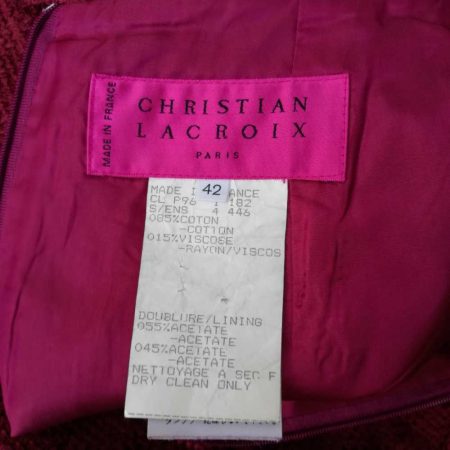 MADE IN FRANCE
CHRISTIAN
LACROIX
PARIS
42
MADE I ANCE
CL P96 1 182
S/ENS 4 446
085%COTON
-COTTON
015%VISCOSE
-RAYON/VISCOS
DOUBLURE/LINING
055%ACETATE
-ACETATE
045%ACETATE
-ACETATE
NETTOYAGE A SEC F
DRY CLEAN ONLY